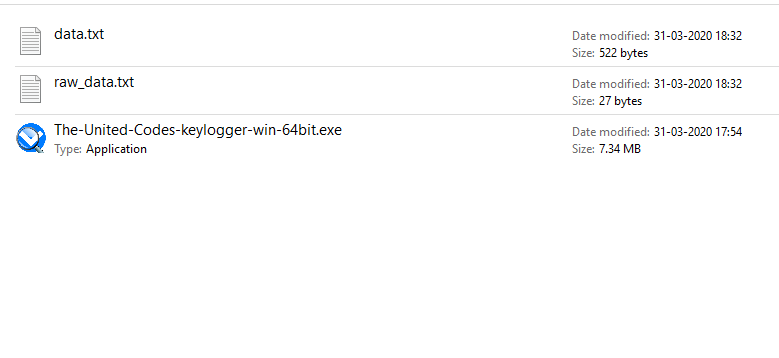 data.txt
Date modified: 31-03-2020 18:32
Size: 522 bytes
raw_data.txt
Date modified: 31-03-2020 18:32
Size: 27 bytes
The-United-Codes-keylogger-win-64bit.exe
Date modified: 31-03-2020 17:54
Type: Application
Size: 7.34 MB